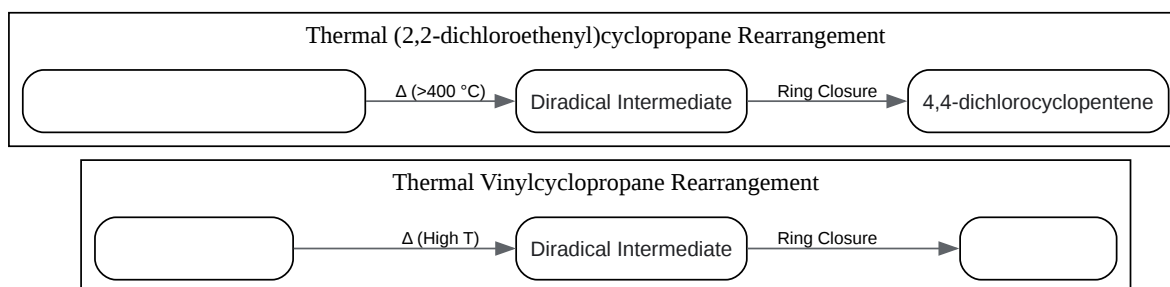 Thermal (2,2-dichloroethenyl)cyclopropane Rearrangement
Δ (>400 °C)
Diradical Intermediate
Ring Closure
4,4-dichlorocyclopentene
Thermal Vinylcyclopropane Rearrangement
Δ (High T)
Diradical Intermediate
Ring Closure